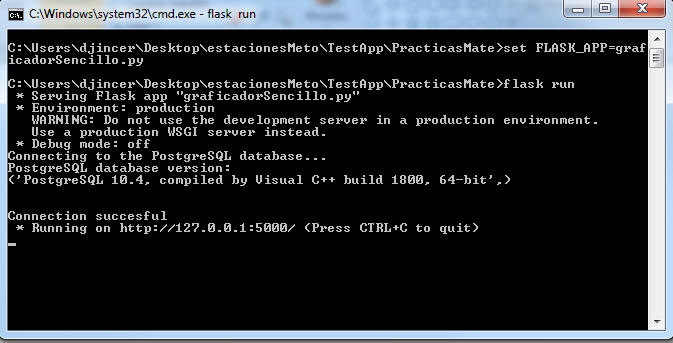 C:\Windows\system32\cmd.exe - flask run
C:\Users\djincer\Desktop\estacionesMeto\TestApp\PracticasMate>set FLASK_APP=graf
icadorSencillo.py
C:\Users\djincer\Desktop\estacionesMeto\TestApp\PracticasMate>flask run
 * Serving Flask app "graficadorSencillo.py"
 * Environment: production
   WARNING: Do not use the development server in a production environment.
   Use a production WSGI server instead.
 * Debug mode: off
Connecting to the PostgreSQL database...
PostgreSQL database version:
('PostgreSQL 10.4, compiled by Visual C++ build 1800, 64-bit',)
Connection succesful
 * Running on http://127.0.0.1:5000/ (Press CTRL+C to quit)